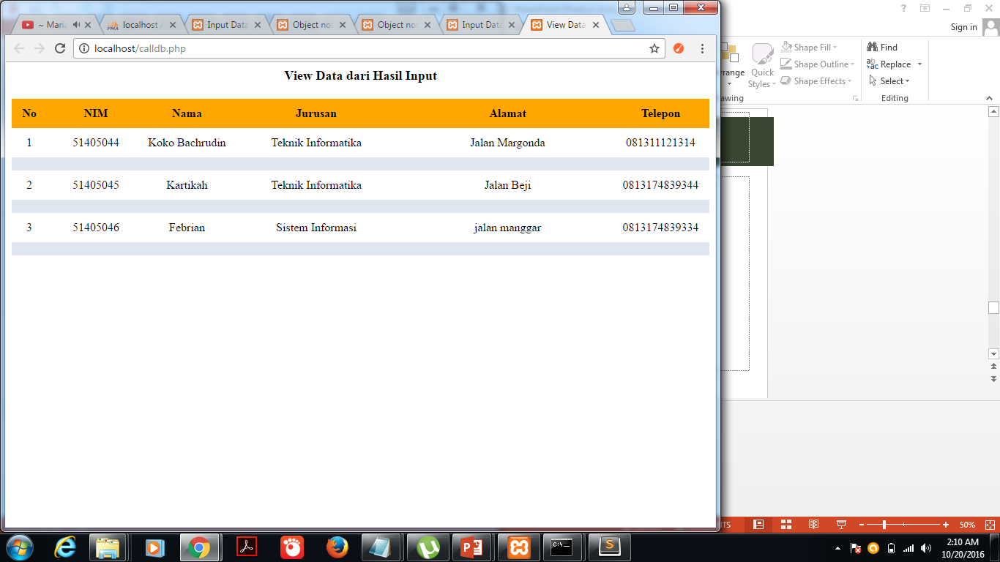 ~ Maria
localhost /
Input Data
Object not
Object not
Input Data
View Data
localhost/calldb.php
Sign in
View Data dari Hasil Input
No NIM Nama Jurusan Alamat Telepon
1 51405044 Koko Bachrudin Teknik Informatika Jalan Margonda 081311121314
2 51405045 Kartikah Teknik Informatika Jalan Beji 0813174839344
3 51405046 Febrian Sistem Informasi jalan manggar 0813174839334
Quick
Styles
Shape Fill
Shape Outline
Shape Effects
Find
Replace
Select
Editing
50%
2:10 AM
10/20/2016